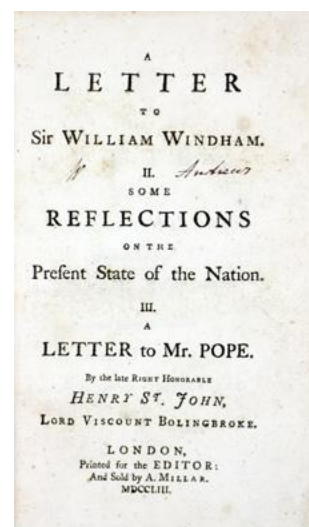 A
LETTER
TO
Sir WILLIAM WINDHAM.
II.
SOME
REFLECTIONS
ON THE
Preſent State of the Nation.
III.
A
LETTER to Mr. POPE.
By the late RIGHT HONORABLE
HENRY ST. JOHN,
LORD VISCOUNT BOLINGBROKE.
LONDON,
Printed for the EDITOR:
And Sold by A. MILLAR.
MDCCLIII.